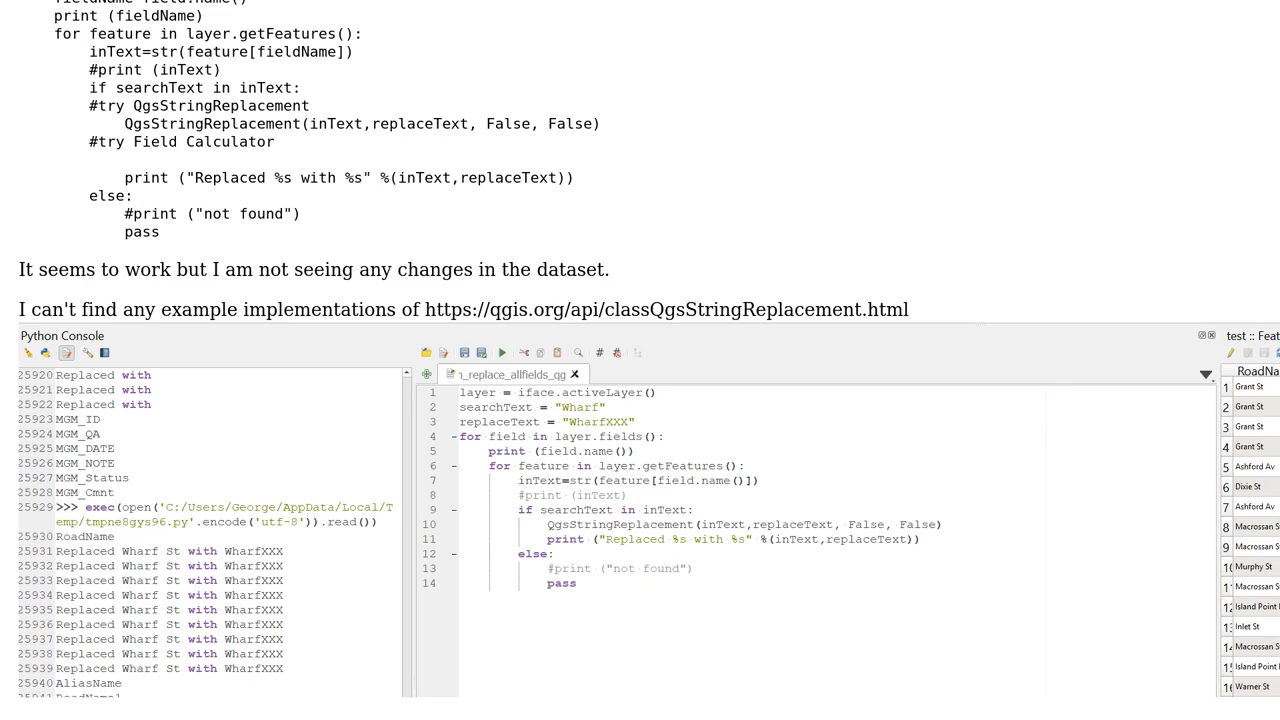 print (fieldName)
for feature in layer.getFeatures():
inText=str(feature[fieldName])
#print (inText)
if searchText in inText:
#try QgsStringReplacement
QgsStringReplacement(inText,replaceText, False, False)
#try Field Calculator
print ("Replaced %s with %s" %(inText,replaceText))
else:
#print ("not found")
pass
It seems to work but I am not seeing any changes in the dataset.
I can't find any example implementations of https://qgis.org/api/classQgsStringReplacement.html
Python Console
25920 Replaced with
25921 Replaced with
25922 Replaced with
25923 MGM_ID
25924 MGM_QA
25925 MGM_DATE
25926 MGM_NOTE
25927 MGM_Status
25928 MGM_Cmnt
25929 >>> exec(open('C:/Users/George/AppData/Local/T
emp/tmpne8gys96.py'.encode('utf-8')).read())
25930 RoadName
25931 Replaced Wharf St with WharfXXX
25932 Replaced Wharf St with WharfXXX
25933 Replaced Wharf St with WharfXXX
25934 Replaced Wharf St with WharfXXX
25935 Replaced Wharf St with WharfXXX
25936 Replaced Wharf St with WharfXXX
25937 Replaced Wharf St with WharfXXX
25938 Replaced Wharf St with WharfXXX
25939 Replaced Wharf St with WharfXXX
25940 AliasName
n_replace_allfields_qg
1 layer = iface.activeLayer()
2 searchText = "Wharf"
3 replaceText = "WharfXXX"
4 for field in layer.fields():
5 print (field.name())
6 for feature in layer.getFeatures():
7 inText=str(feature[field.name()])
8 #print (inText)
9 if searchText in inText:
10 QgsStringReplacement(inText,replaceText, False, False)
11 print ("Replaced %s with %s" %(inText,replaceText))
12 else:
13 #print ("not found")
14 pass
test :: Feat
RoadNa
1 Grant St
2 Grant St
3 Grant St
4 Grant St
5 Ashford Av
6 Dixie St
7 Ashford Av
8 Macrossan St
9 Macrossan St
10 Murphy St
11 Macrossan St
12 Island Point
13 Inlet St
14 Macrossan St
15 Island Point
16 Warner St